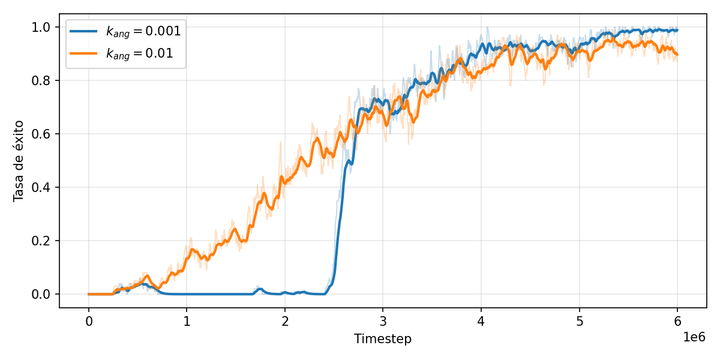 k_ang = 0.001
k_ang = 0.01
Tasa de éxito
1.0
0.8
0.6
0.4
0.2
0.0
0 1 2 3 4 5 6
1e6
Timestep